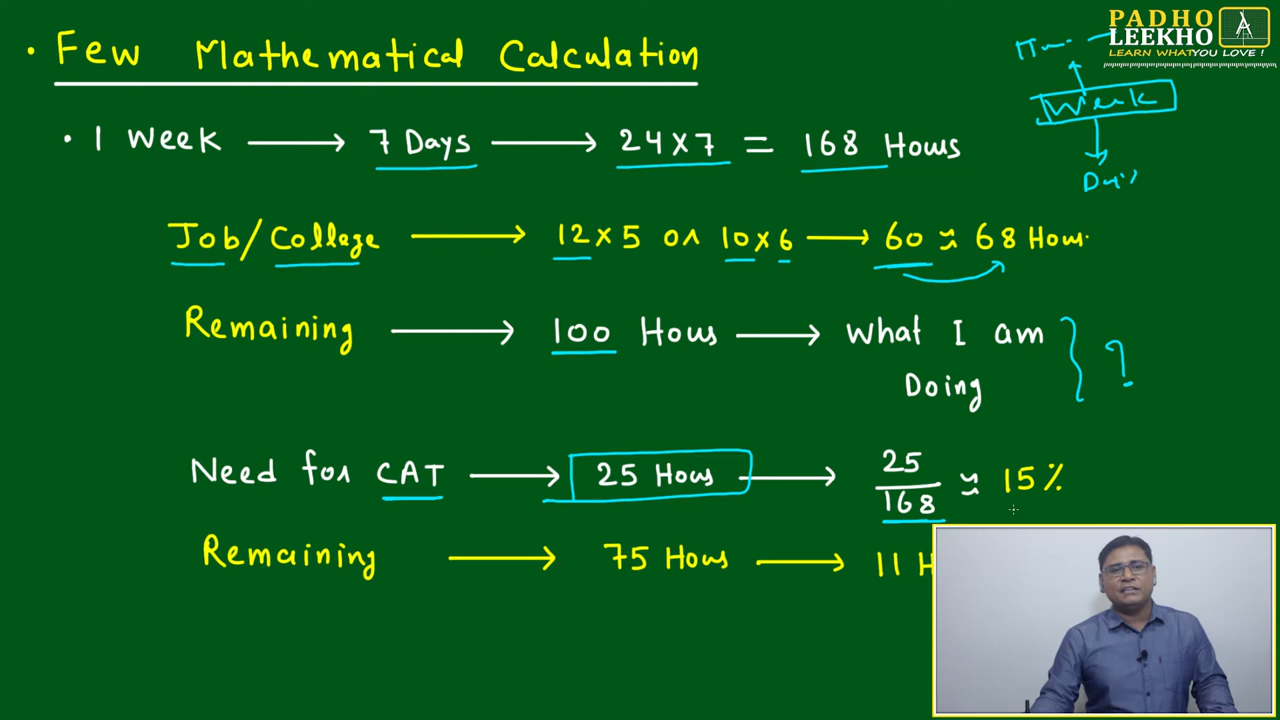 PADHO
LEEKHO
LEARN WHAT YOU LOVE !
• Few Mathematical Calculation
Week
• 1 Week → 7 Days → 24 x 7 = 168 Hours
Days
Job/Collage → 12 x 5 or 10 x 6 → 60 ≈ 68 Hours
Remaining → 100 Hours → What I am
Doing } ?
Need for CAT → 25 Hours → 25/168 ≈ 15%
Remaining → 75 Hours → 11 H